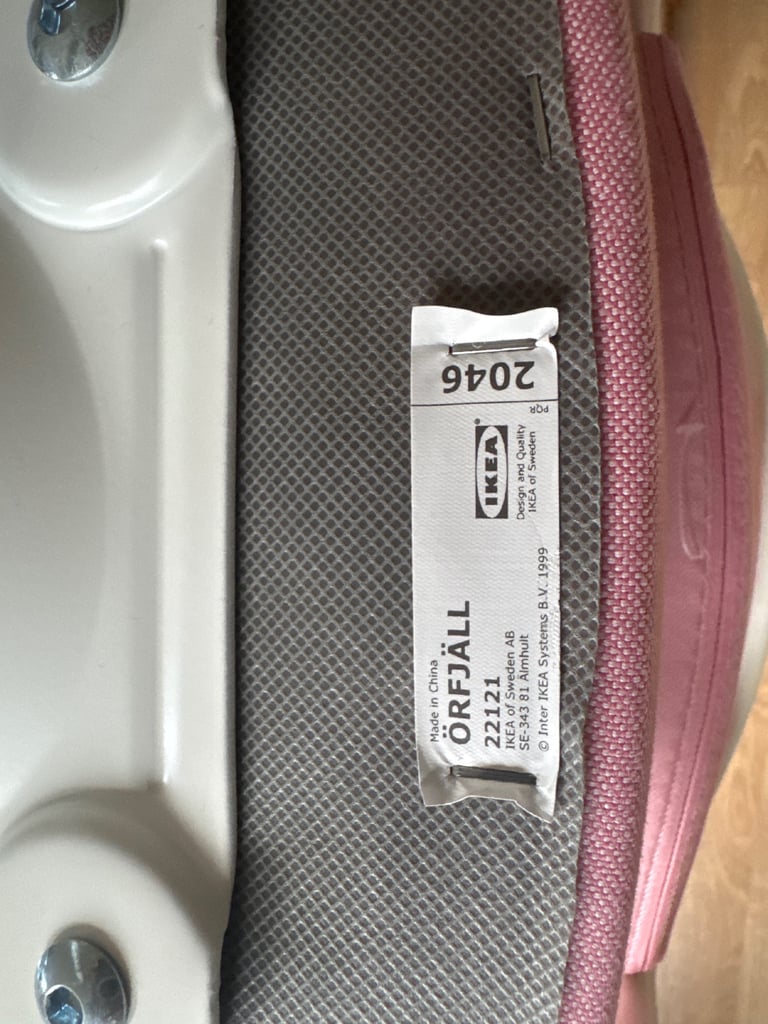 Made in China
ÖRFJÄLL
22121
IKEA of Sweden AB
SE-343 81 Älmhult
© Inter IKEA Systems B.V. 1999
IKEA®
Design and Quality
IKEA of Sweden
PQR
2046